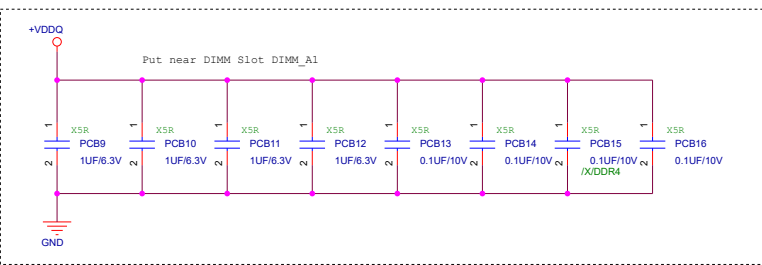 +VDDQ
Put near DIMM Slot DIMM_A1
1 X5R 1 X5R 1 X5R 1 X5R 1 X5R 1 X5R 1 X5R 1 X5R
PCB9 PCB10 PCB11 PCB12 PCB13 PCB14 PCB15 PCB16
2 1UF/6.3V 2 1UF/6.3V 2 1UF/6.3V 2 1UF/6.3V 2 0.1UF/10V 2 0.1UF/10V 2 0.1UF/10V 2 0.1UF/10V
/X/DDR4
GND